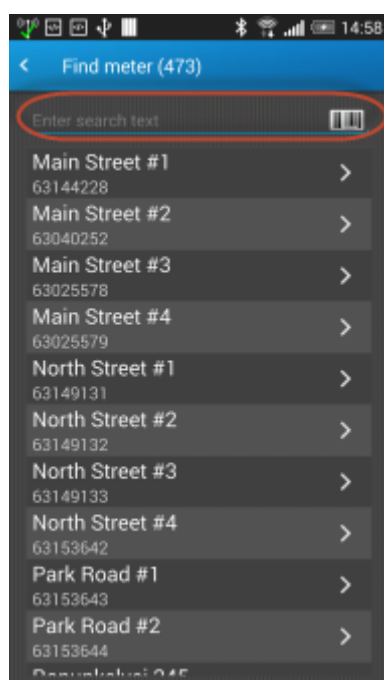 14:58
Find meter (473)
Enter search text
Main Street #1
63144228
Main Street #2
63040252
Main Street #3
63025578
Main Street #4
63025579
North Street #1
63149131
North Street #2
63149132
North Street #3
63149133
North Street #4
63153642
Park Road #1
63153643
Park Road #2
63153644